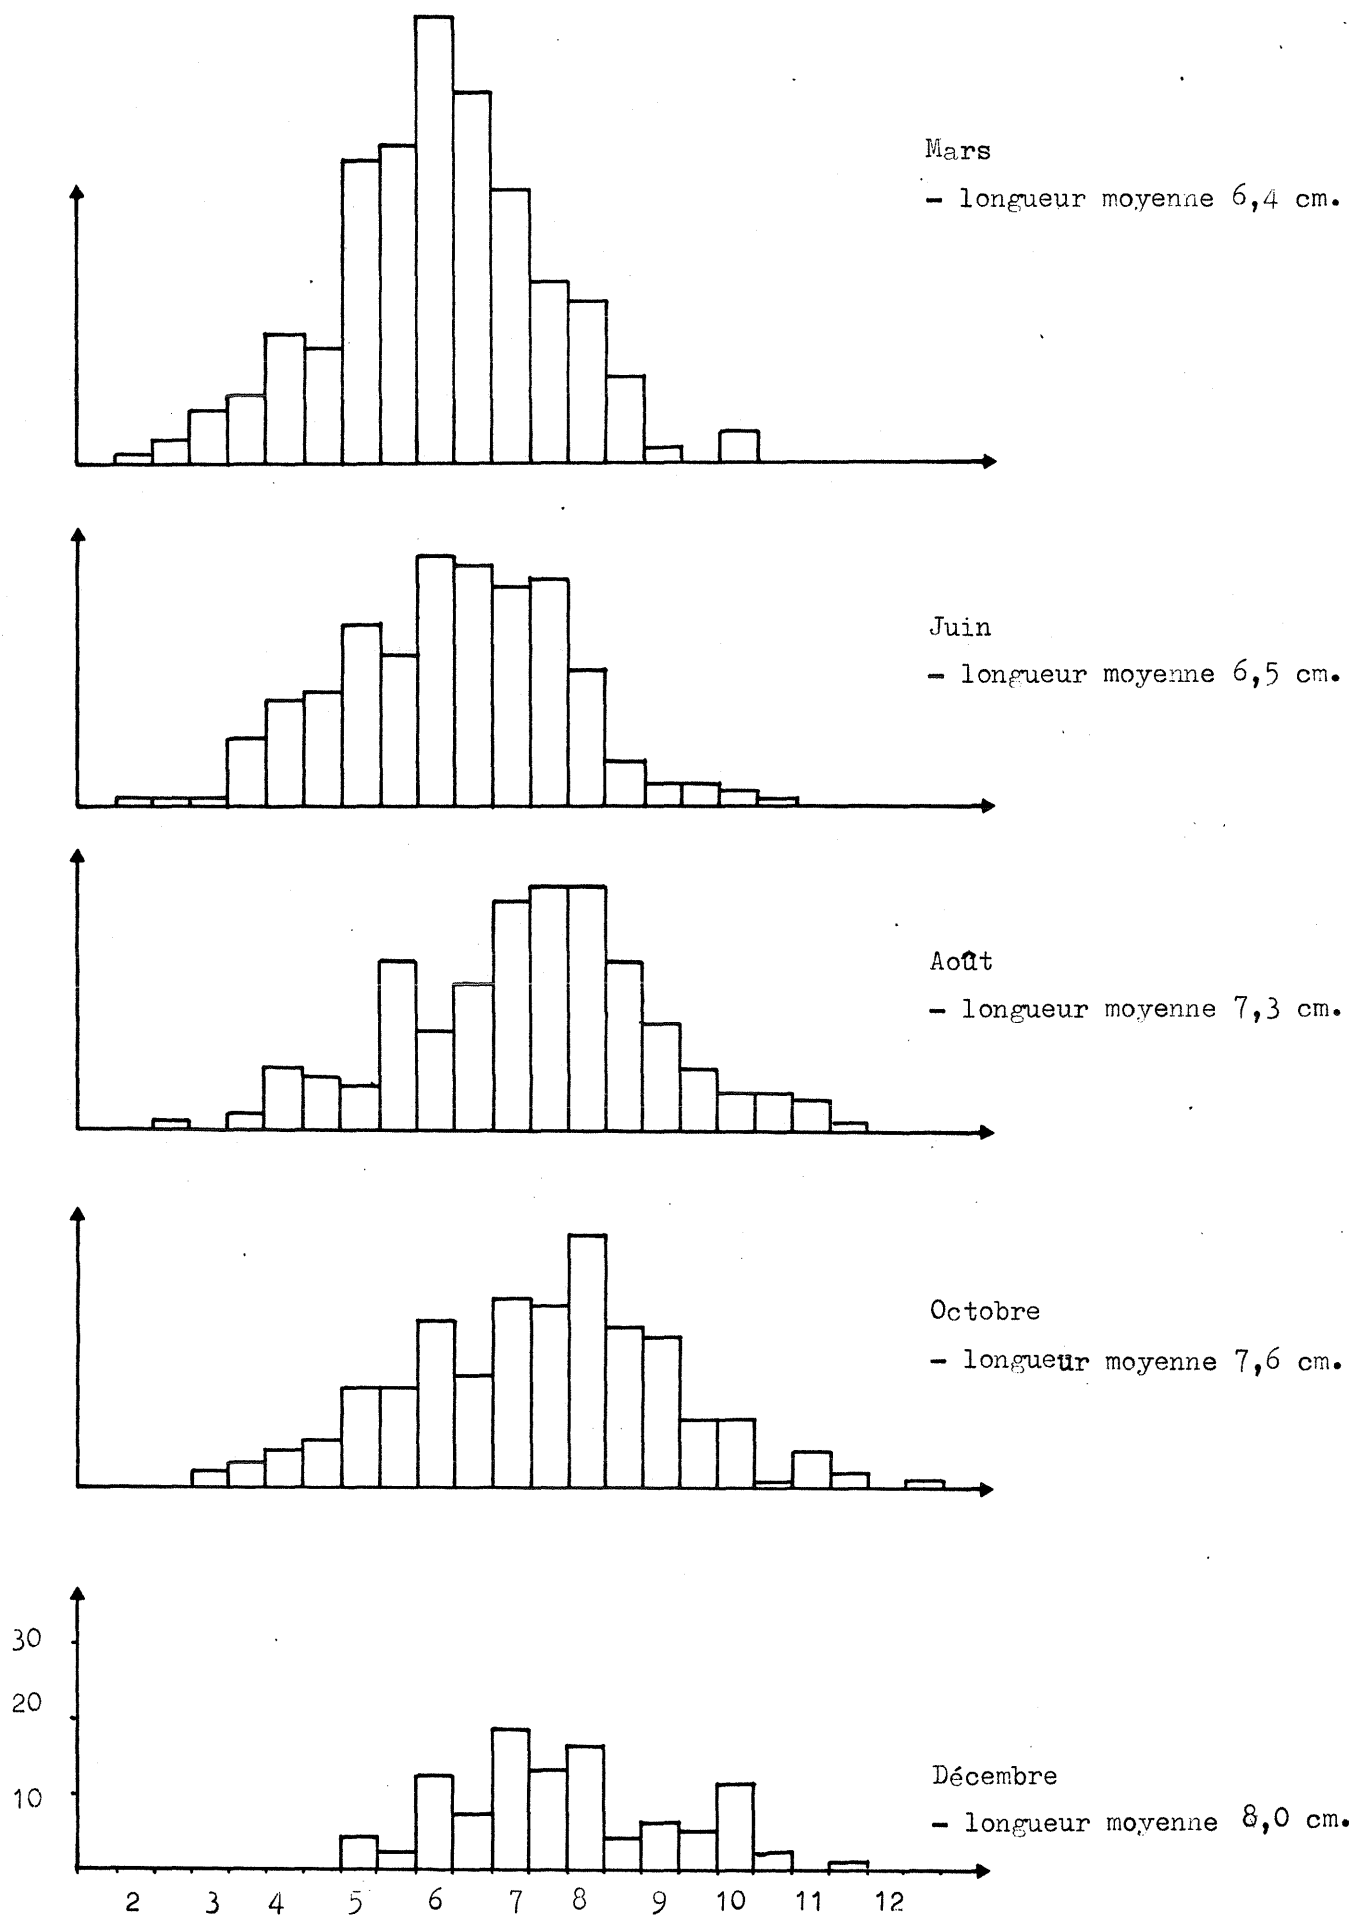 Mars
- longueur moyenne 6,4 cm.
Juin
- longueur moyenne 6,5 cm.
Août
- longueur moyenne 7,3 cm.
Octobre
- longueur moyenne 7,6 cm.
30
20
10
Décembre
- longueur moyenne 8,0 cm.
2 3 4 5 6 7 8 9 10 11 12